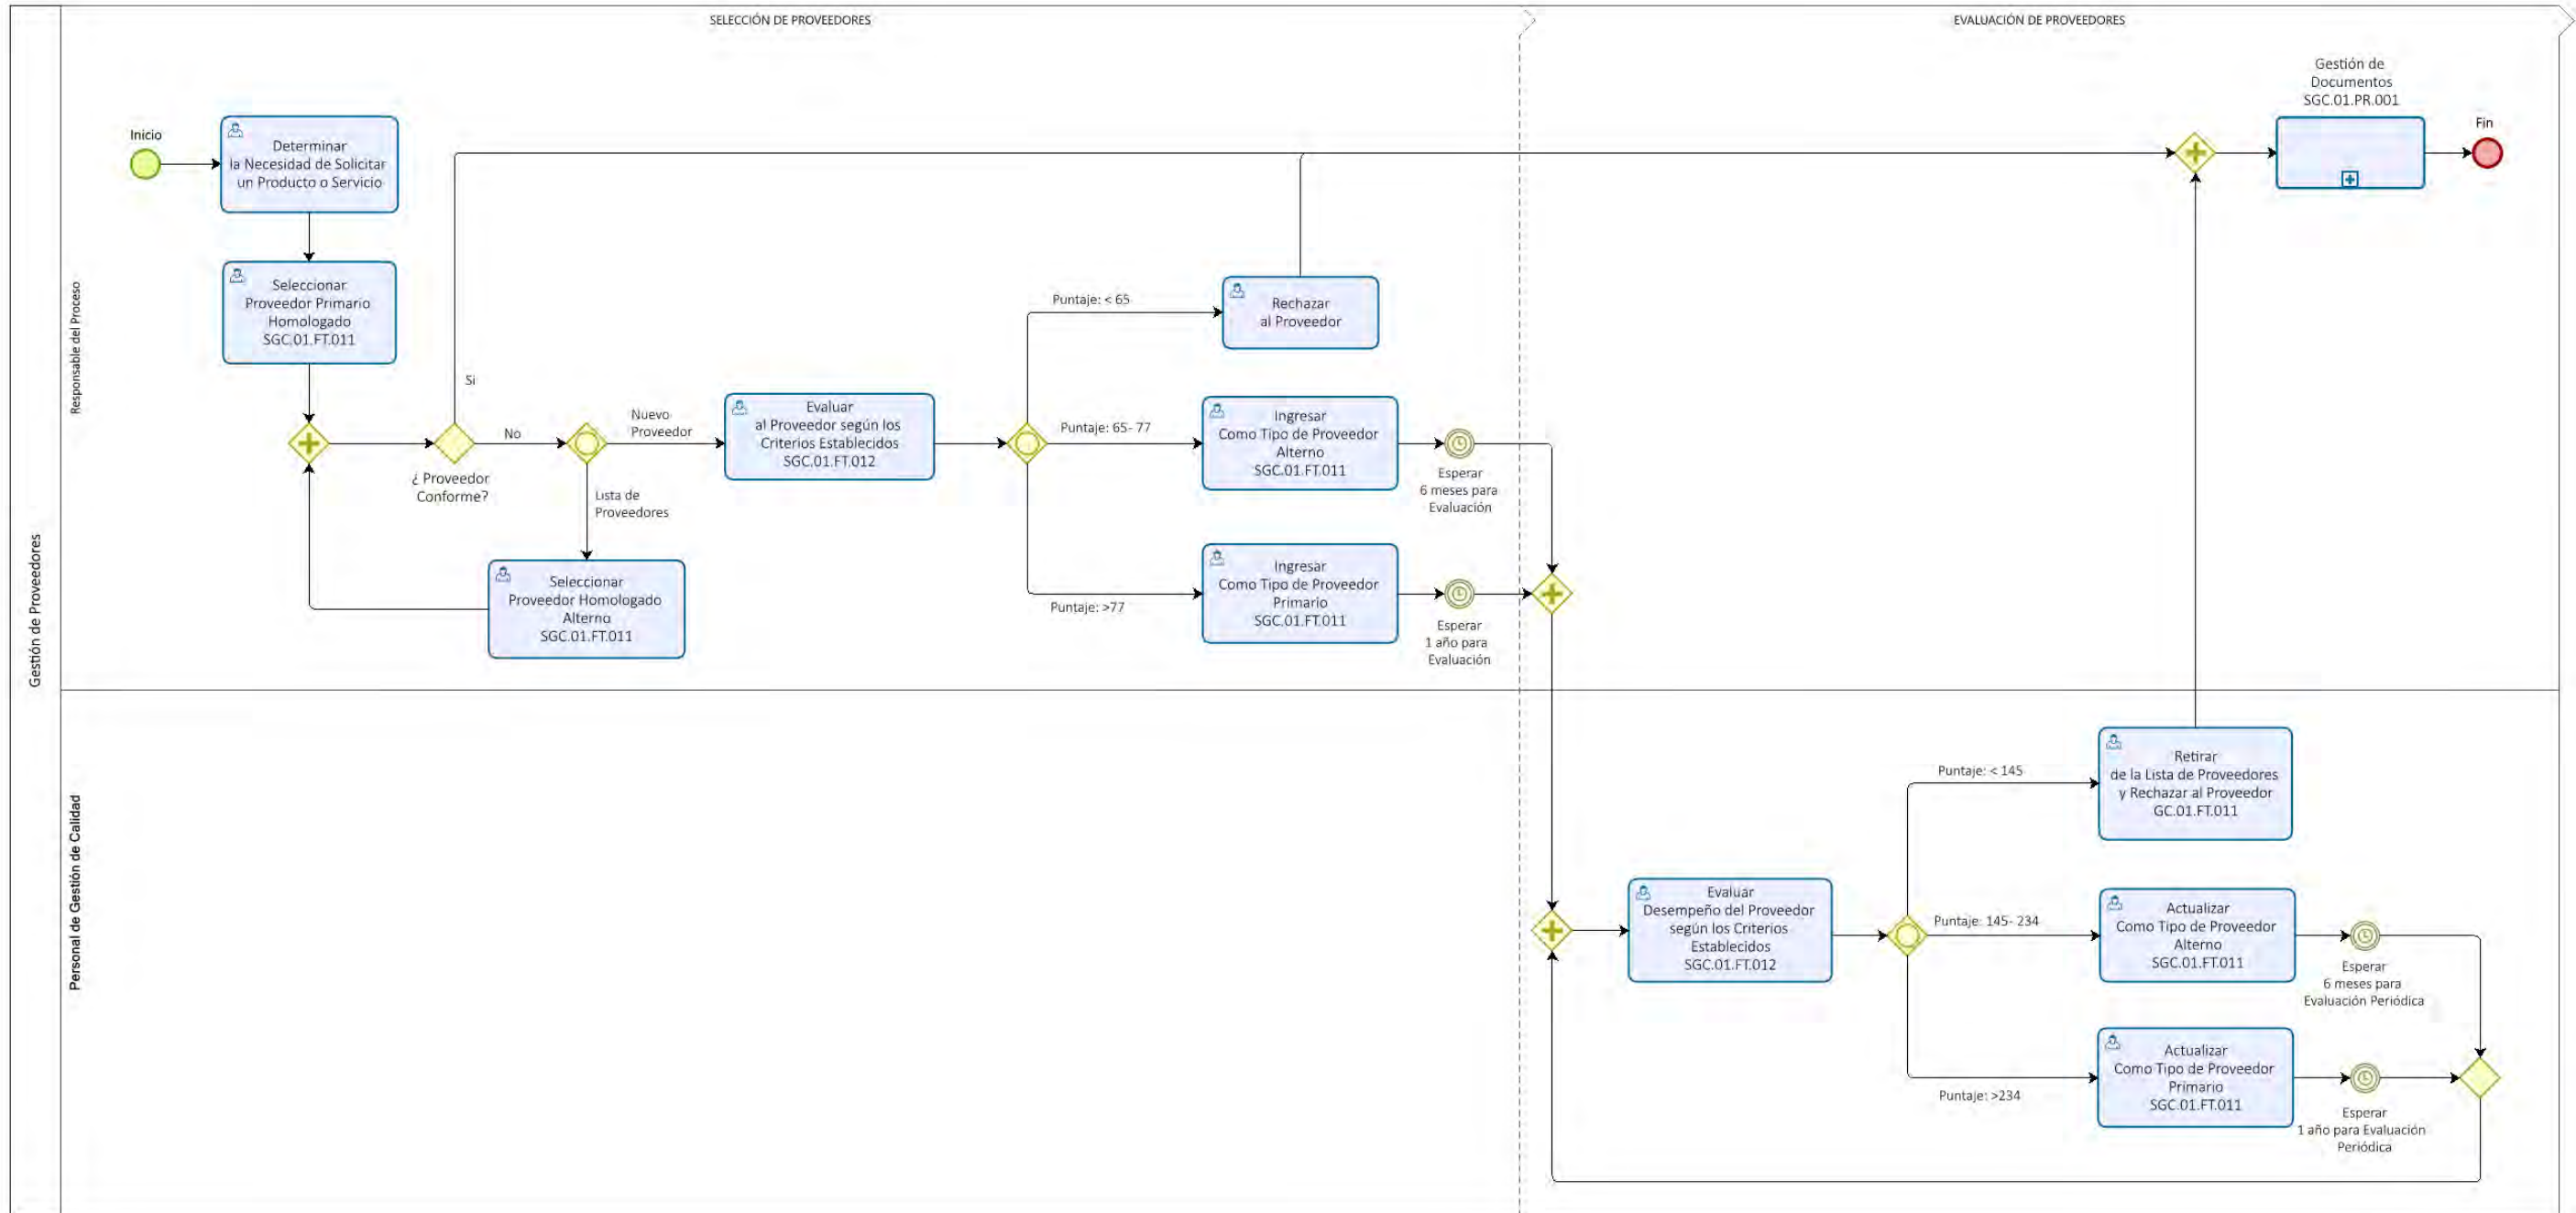 SELECCIÓN DE PROVEEDORES
EVALUACIÓN DE PROVEEDORES
Gestión de Proveedores
Responsable del Proceso
Inicio
Determinar
la Necesidad de Solicitar
un Producto o Servicio
Seleccionar
Proveedor Primario
Homologado
SGC.01.FT.011
Si
¿ Proveedor
Conforme?
No
Nuevo
Proveedor
Lista de
Proveedores
Seleccionar
Proveedor Homologado
Alterno
SGC.01.FT.011
Evaluar
al Proveedor según los
Criterios Establecidos
SGC.01.FT.012
Puntaje: < 65
Rechazar
al Proveedor
Puntaje: 65- 77
Ingresar
Como Tipo de Proveedor
Alterno
SGC.01.FT.011
Esperar
6 meses para
Evaluación
Puntaje: >77
Ingresar
Como Tipo de Proveedor
Primario
SGC.01.FT.011
Esperar
1 año para
Evaluación
Gestión de
Documentos
SGC.01.PR.001
Fin
Personal de Gestión de Calidad
Evaluar
Desempeño del Proveedor
según los Criterios
Establecidos
SGC.01.FT.012
Puntaje: < 145
Retirar
de la Lista de Proveedores
y Rechazar al Proveedor
GC.01.FT.011
Puntaje: 145- 234
Actualizar
Como Tipo de Proveedor
Alterno
SGC.01.FT.011
Esperar
6 meses para
Evaluación Periódica
Puntaje: >234
Actualizar
Como Tipo de Proveedor
Primario
SGC.01.FT.011
Esperar
1 año para Evaluación
Periódica